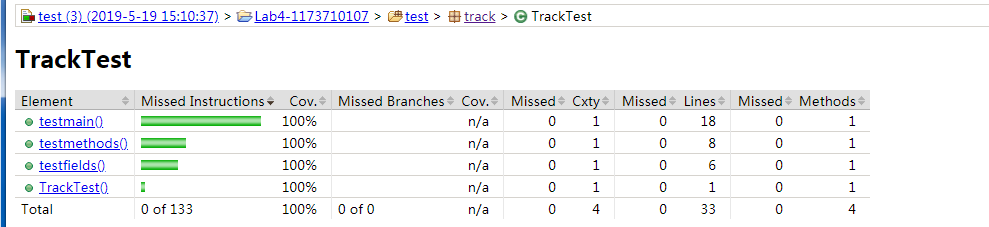 test (3) (2019-5-19 15:10:37) > Lab4-1173710107 > test > track > TrackTest
TrackTest
Element Missed Instructions Cov. Missed Branches Cov. Missed Cxty Missed Lines Missed Methods
testmain() 100% n/a 0 1 0 18 0 1
testmethods() 100% n/a 0 1 0 8 0 1
testfields() 100% n/a 0 1 0 6 0 1
TrackTest() 100% n/a 0 1 0 1 0 1
Total 0 of 133 100% 0 of 0 n/a 0 4 0 33 0 4